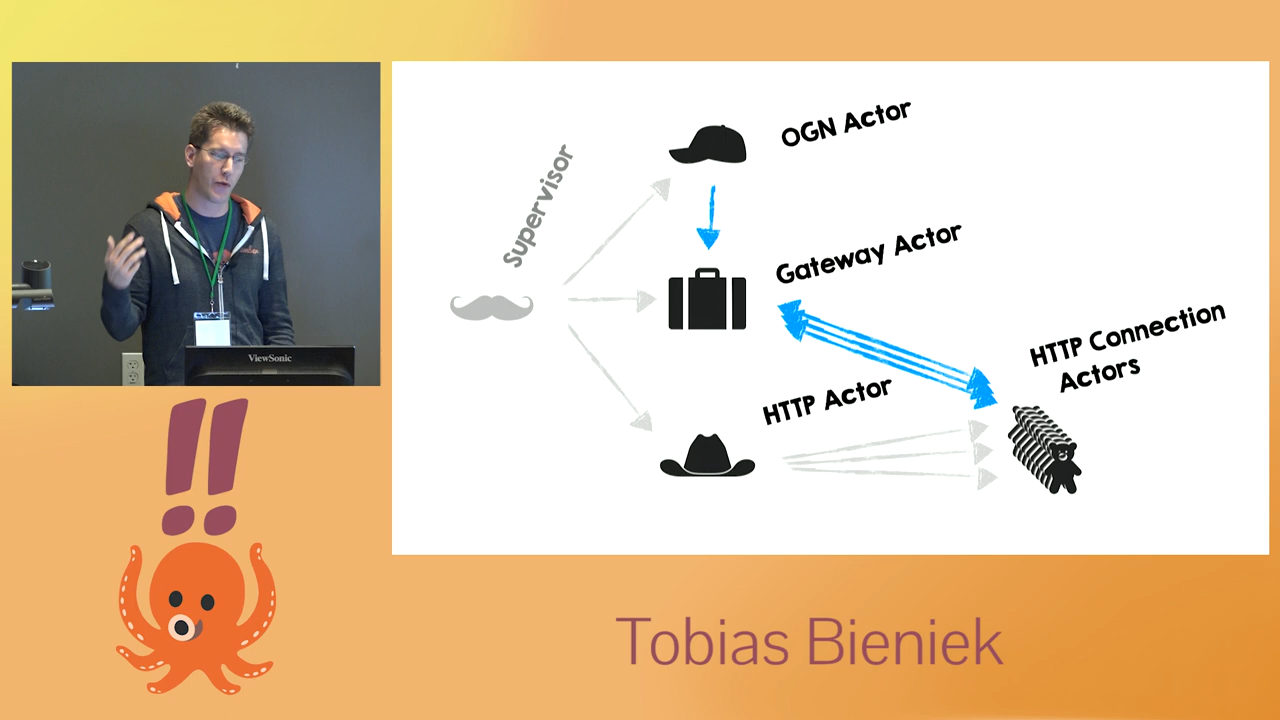 Supervisor
OGN Actor
Gateway Actor
HTTP Connection
Actors
HTTP Actor
ViewSonic
!!
Tobias Bieniek